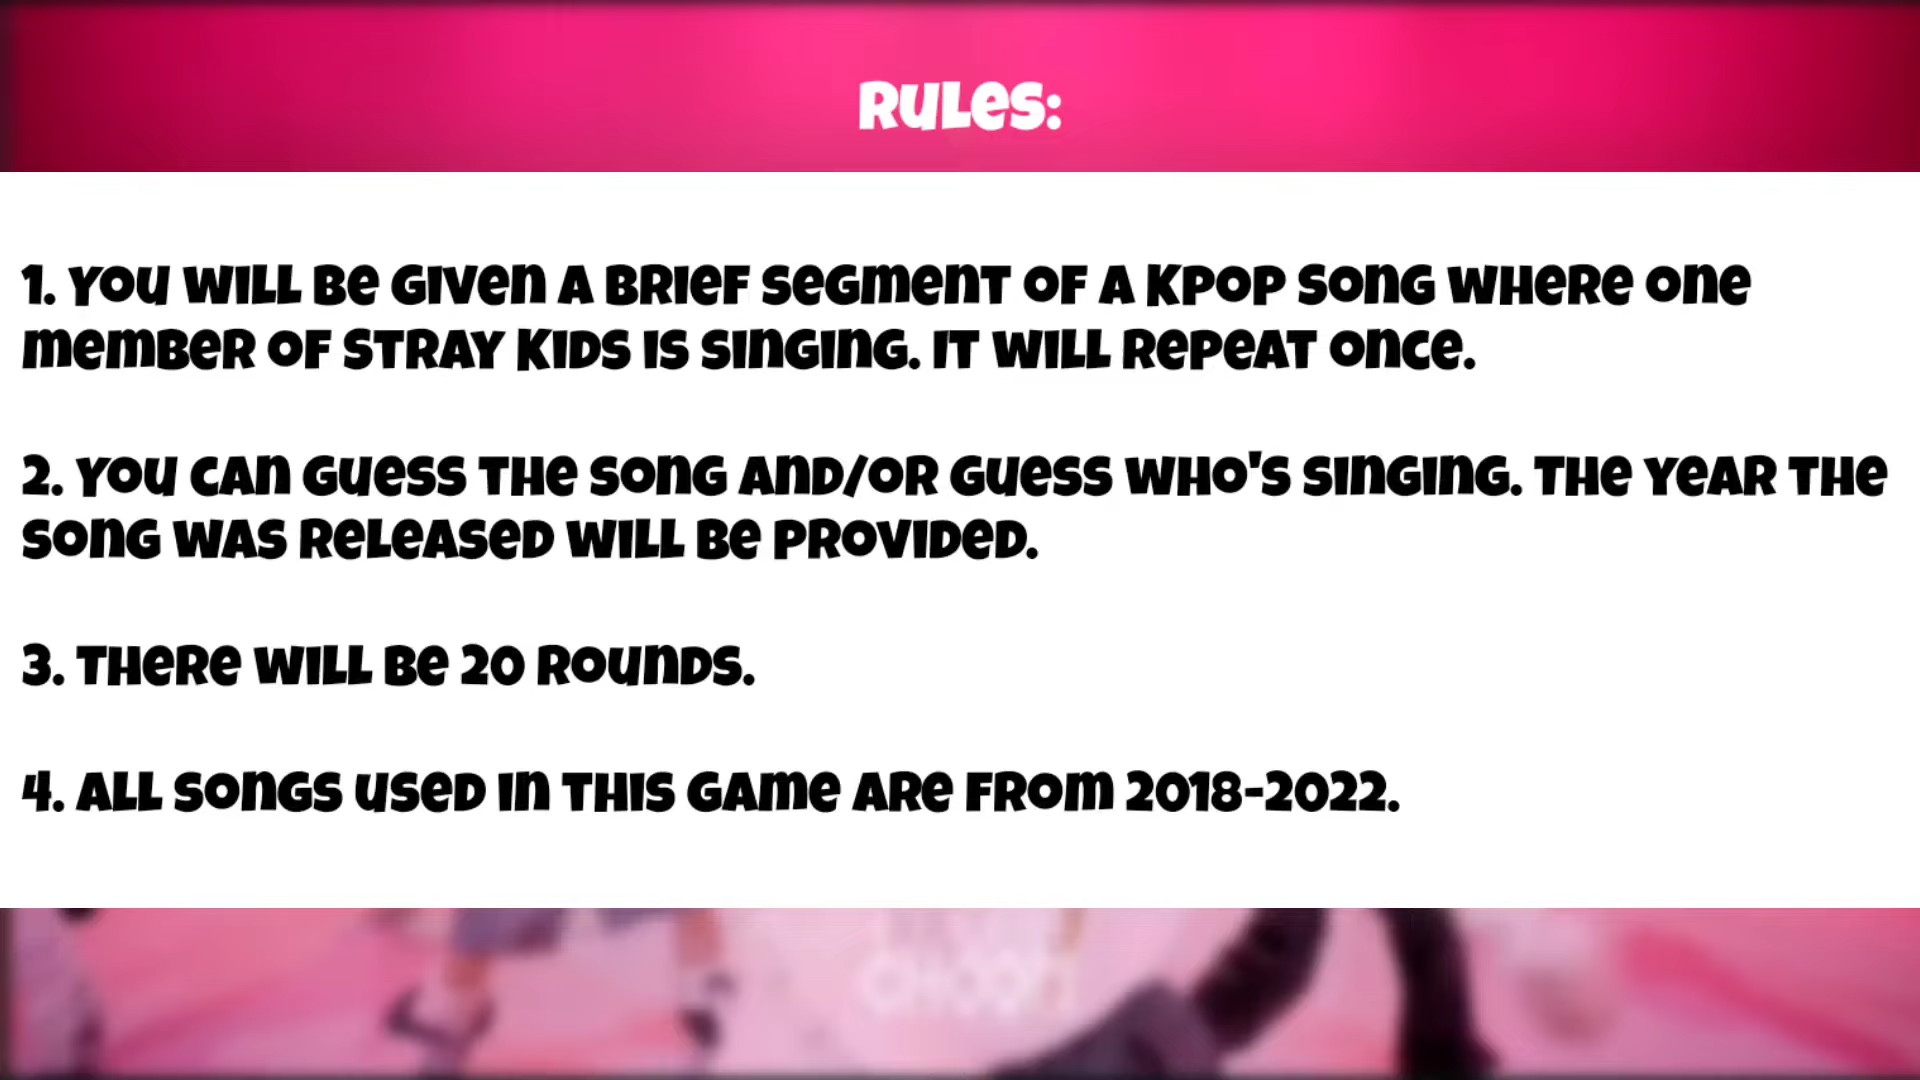 RULES:
1. YOU WILL BE GIVEN A BRIEF SEGMENT OF A KPOP SONG WHERE ONE
MEMBER OF STRAY KIDS IS SINGING. IT WILL REPEAT ONCE.
2. YOU CAN GUESS THE SONG AND/OR GUESS WHO'S SINGING. THE YEAR THE
SONG WAS RELEASED WILL BE PROVIDED.
3. THERE WILL BE 20 ROUNDS.
4. ALL SONGS USED IN THIS GAME ARE FROM 2018-2022.